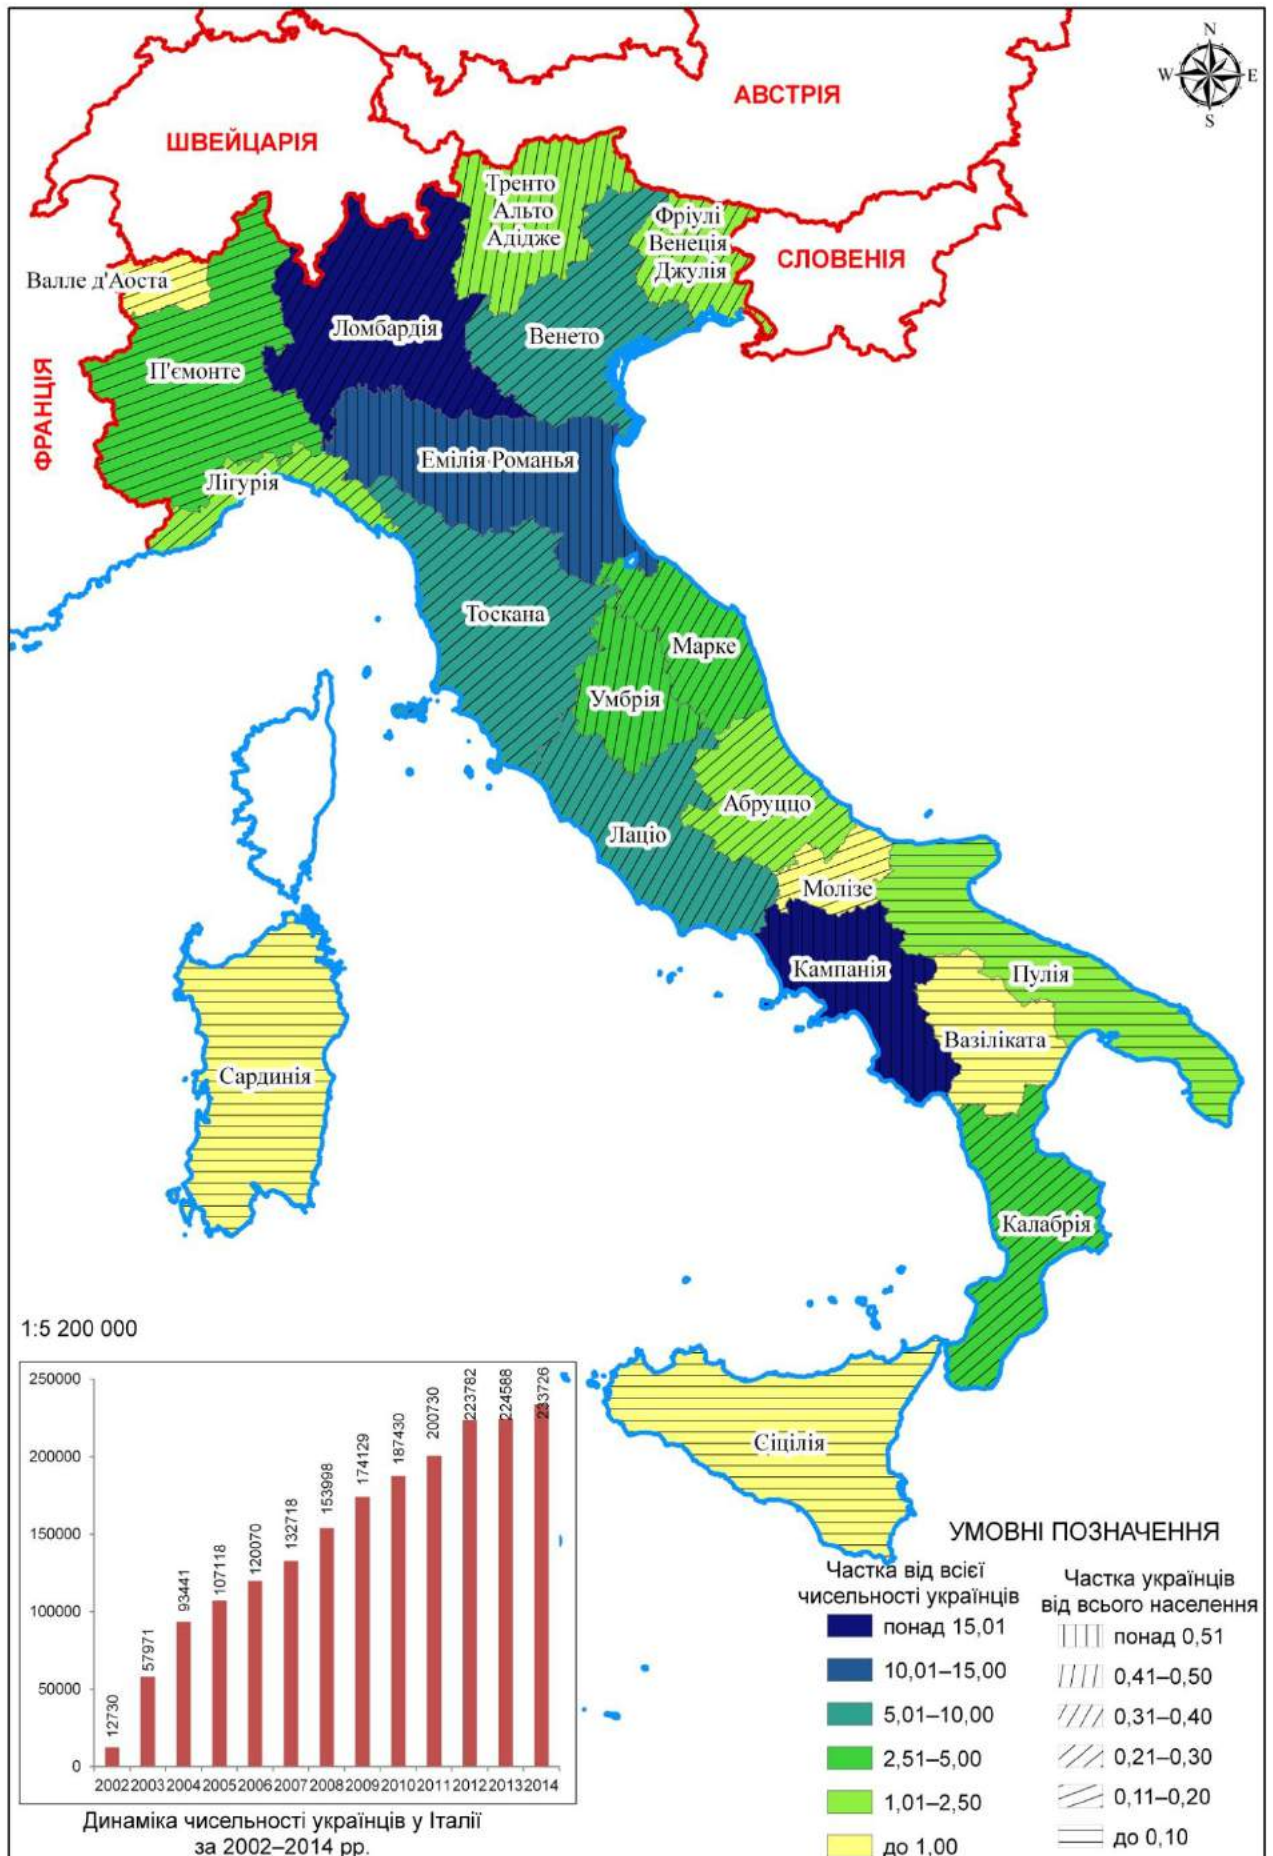 N
W
E
S
АВСТРІЯ
ШВЕЙЦАРІЯ
СЛОВЕНІЯ
ФРАНЦІЯ
Тренто
Альто
Адідже
Фріулі
Венеція
Джулія
Валле д'Аоста
Ломбардія
Венето
П'ємонте
Емілія Романья
Лігурія
Тоскана
Марке
Умбрія
Абруццо
Лаціо
Молізе
Кампанія
Пулія
Вазіліката
Сардинія
Калабрія
Сіцілія
1:5 200 000
250000
200000
150000
100000
50000
0
12730
57971
93441
107118
120070
132718
153998
174129
187430
200730
223782
224588
233726
2002 2003 2004 2005 2006 2007 2008 2009 2010 2011 2012 2013 2014
Динаміка чисельності українців у Італії
за 2002–2014 рр.
УМОВНІ ПОЗНАЧЕННЯ
Частка від всієї
чисельності українців
понад 15,01
10,01–15,00
5,01–10,00
2,51–5,00
1,01–2,50
до 1,00
Частка українців
від всього населення
понад 0,51
0,41–0,50
0,31–0,40
0,21–0,30
0,11–0,20
до 0,10